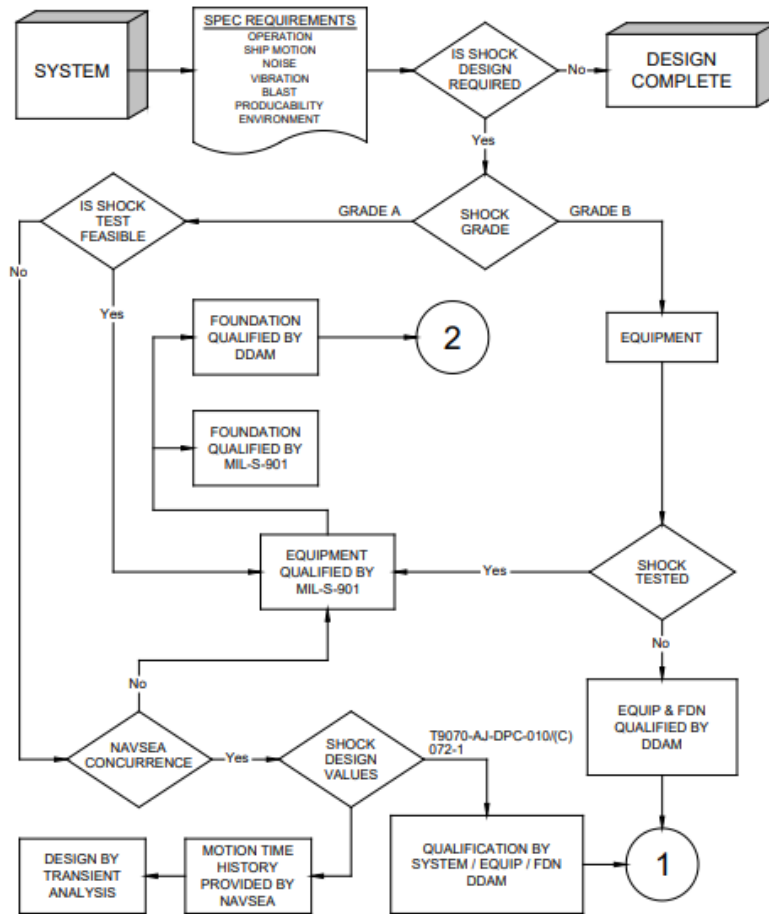 SYSTEM
SPEC REQUIREMENTS
OPERATION
SHIP MOTION
NOISE
VIBRATION
BLAST
PRODUCABILITY
ENVIRONMENT
IS SHOCK
DESIGN
REQUIRED
No
DESIGN
COMPLETE
Yes
IS SHOCK
TEST
FEASIBLE
GRADE A
SHOCK
GRADE
GRADE B
No
Yes
FOUNDATION
QUALIFIED BY
DDAM
2
EQUIPMENT
FOUNDATION
QUALIFIED BY
MIL-S-901
EQUIPMENT
QUALIFIED BY
MIL-S-901
Yes
SHOCK
TESTED
No
No
EQUIP & FDN
QUALIFIED BY
DDAM
NAVSEA
CONCURRENCE
Yes
SHOCK
DESIGN
VALUES
T9070-AJ-DPC-010/(C)
072-1
DESIGN BY
TRANSIENT
ANALYSIS
MOTION TIME
HISTORY
PROVIDED BY
NAVSEA
QUALIFICATION BY
SYSTEM / EQUIP / FDN
DDAM
1